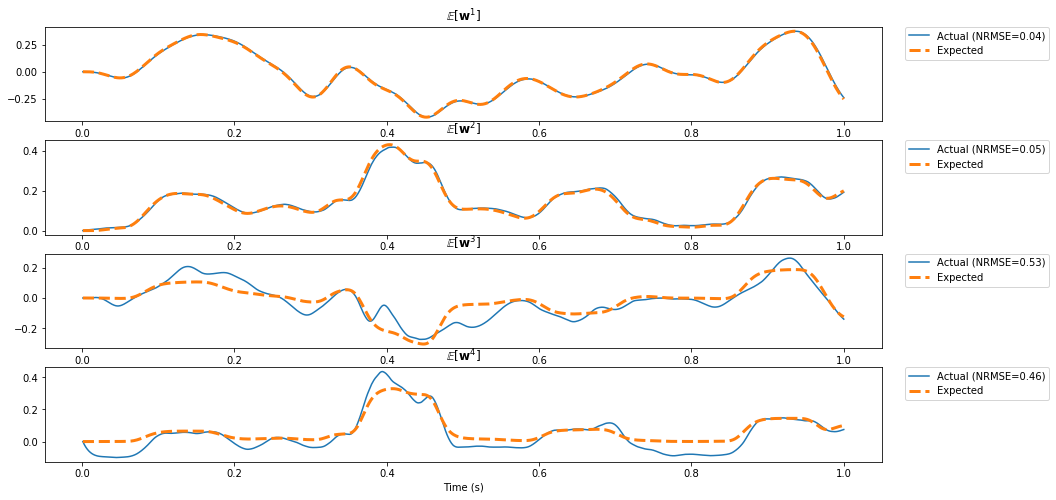 𝔼[w¹]
0.25
0.00
−0.25
0.0 0.2 0.4 0.6 0.8 1.0
Actual (NRMSE=0.04)
Expected
𝔼[w²]
0.4
0.2
0.0
0.0 0.2 0.4 0.6 0.8 1.0
Actual (NRMSE=0.05)
Expected
𝔼[w³]
0.2
0.0
−0.2
0.0 0.2 0.4 0.6 0.8 1.0
Actual (NRMSE=0.53)
Expected
𝔼[w⁴]
0.4
0.2
0.0
0.0 0.2 0.4 0.6 0.8 1.0
Actual (NRMSE=0.46)
Expected
Time (s)